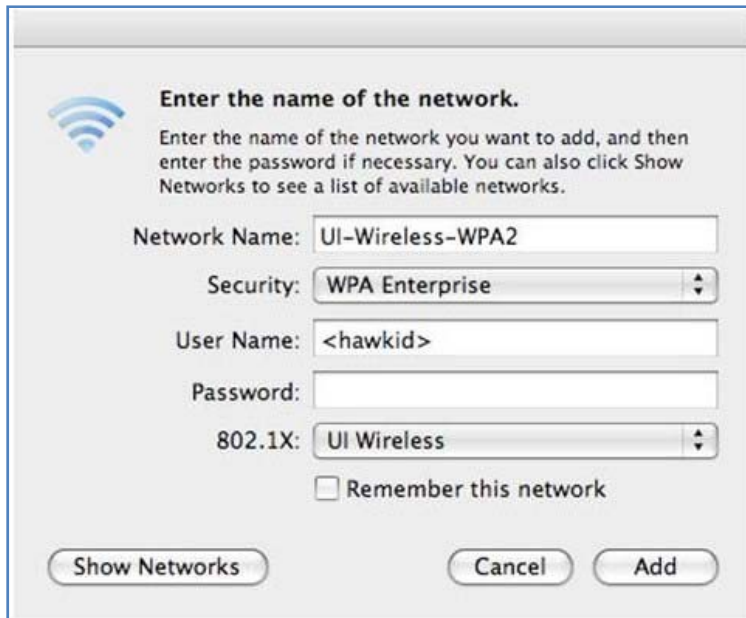 Enter the name of the network.
Enter the name of the network you want to add, and then
enter the password if necessary. You can also click Show
Networks to see a list of available networks.
Network Name: UI-Wireless-WPA2
Security: WPA Enterprise
User Name: <hawkid>
Password:
802.1X: UI Wireless
Remember this network
Show Networks Cancel Add